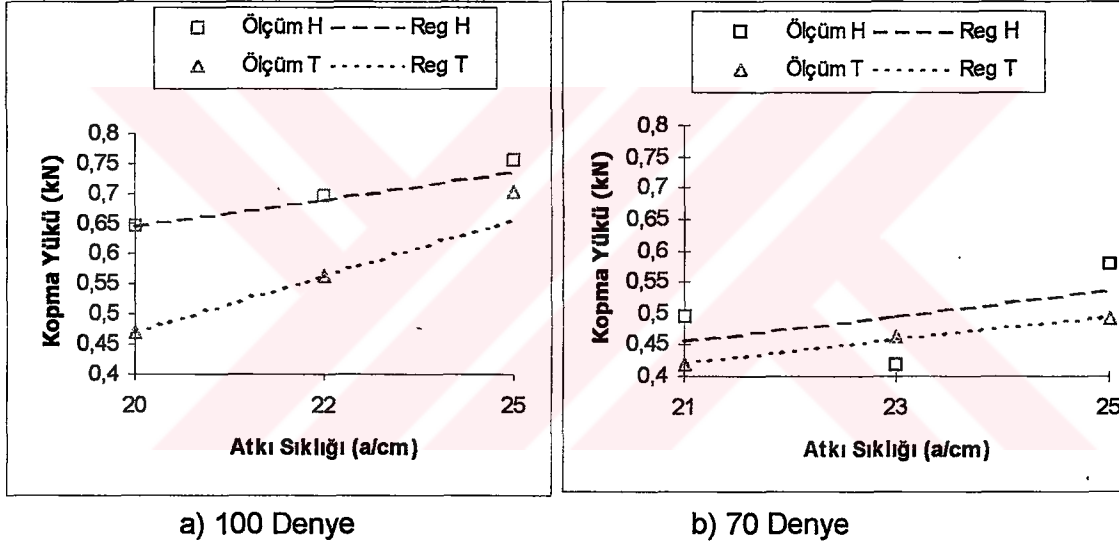 Ölçüm H Reg H
Ölçüm T Reg T
0,8
0,75
0,7
0,65
0,6
0,55
0,5
0,45
0,4
Kopma Yükü (kN)
20 22 25
Atkı Sıklığı (a/cm)
a) 100 Denye
Ölçüm H Reg H
Ölçüm T Reg T
0,8
0,75
0,7
0,65
0,6
0,55
0,5
0,45
0,4
Kopma Yükü (kN)
21 23 25
Atkı Sıklığı (a/cm)
b) 70 Denye